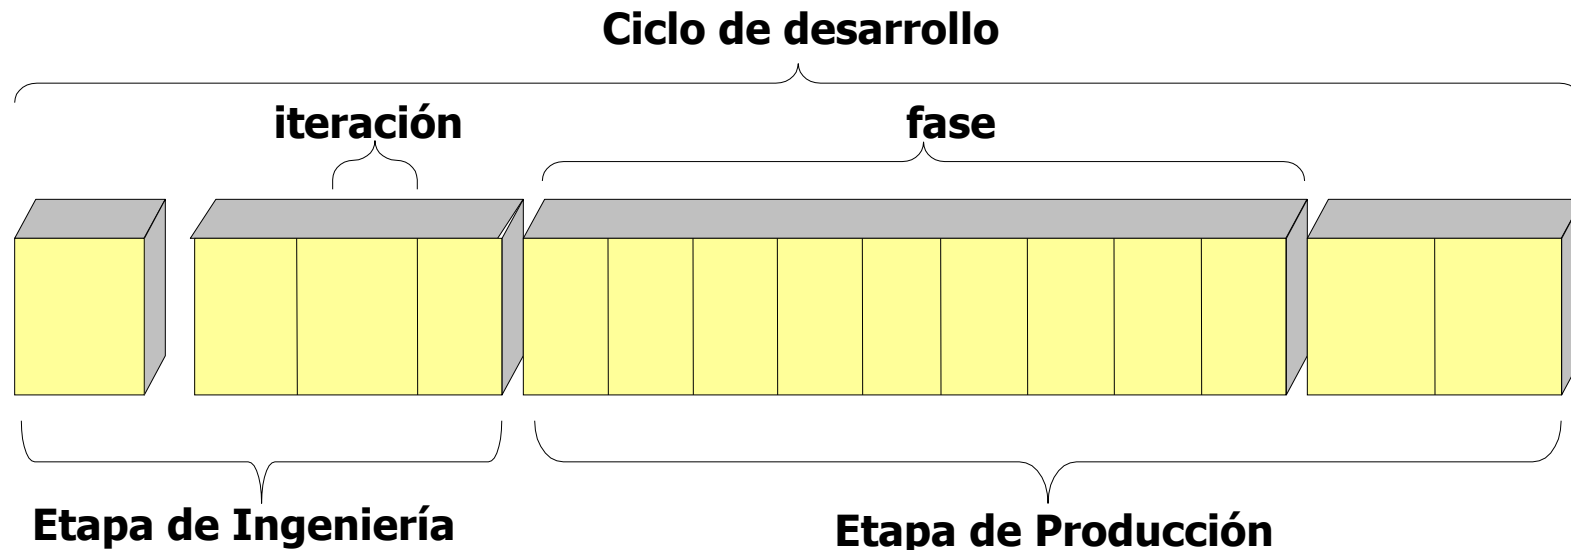 Ciclo de desarrollo
iteración
fase
Etapa de Ingeniería
Etapa de Producción